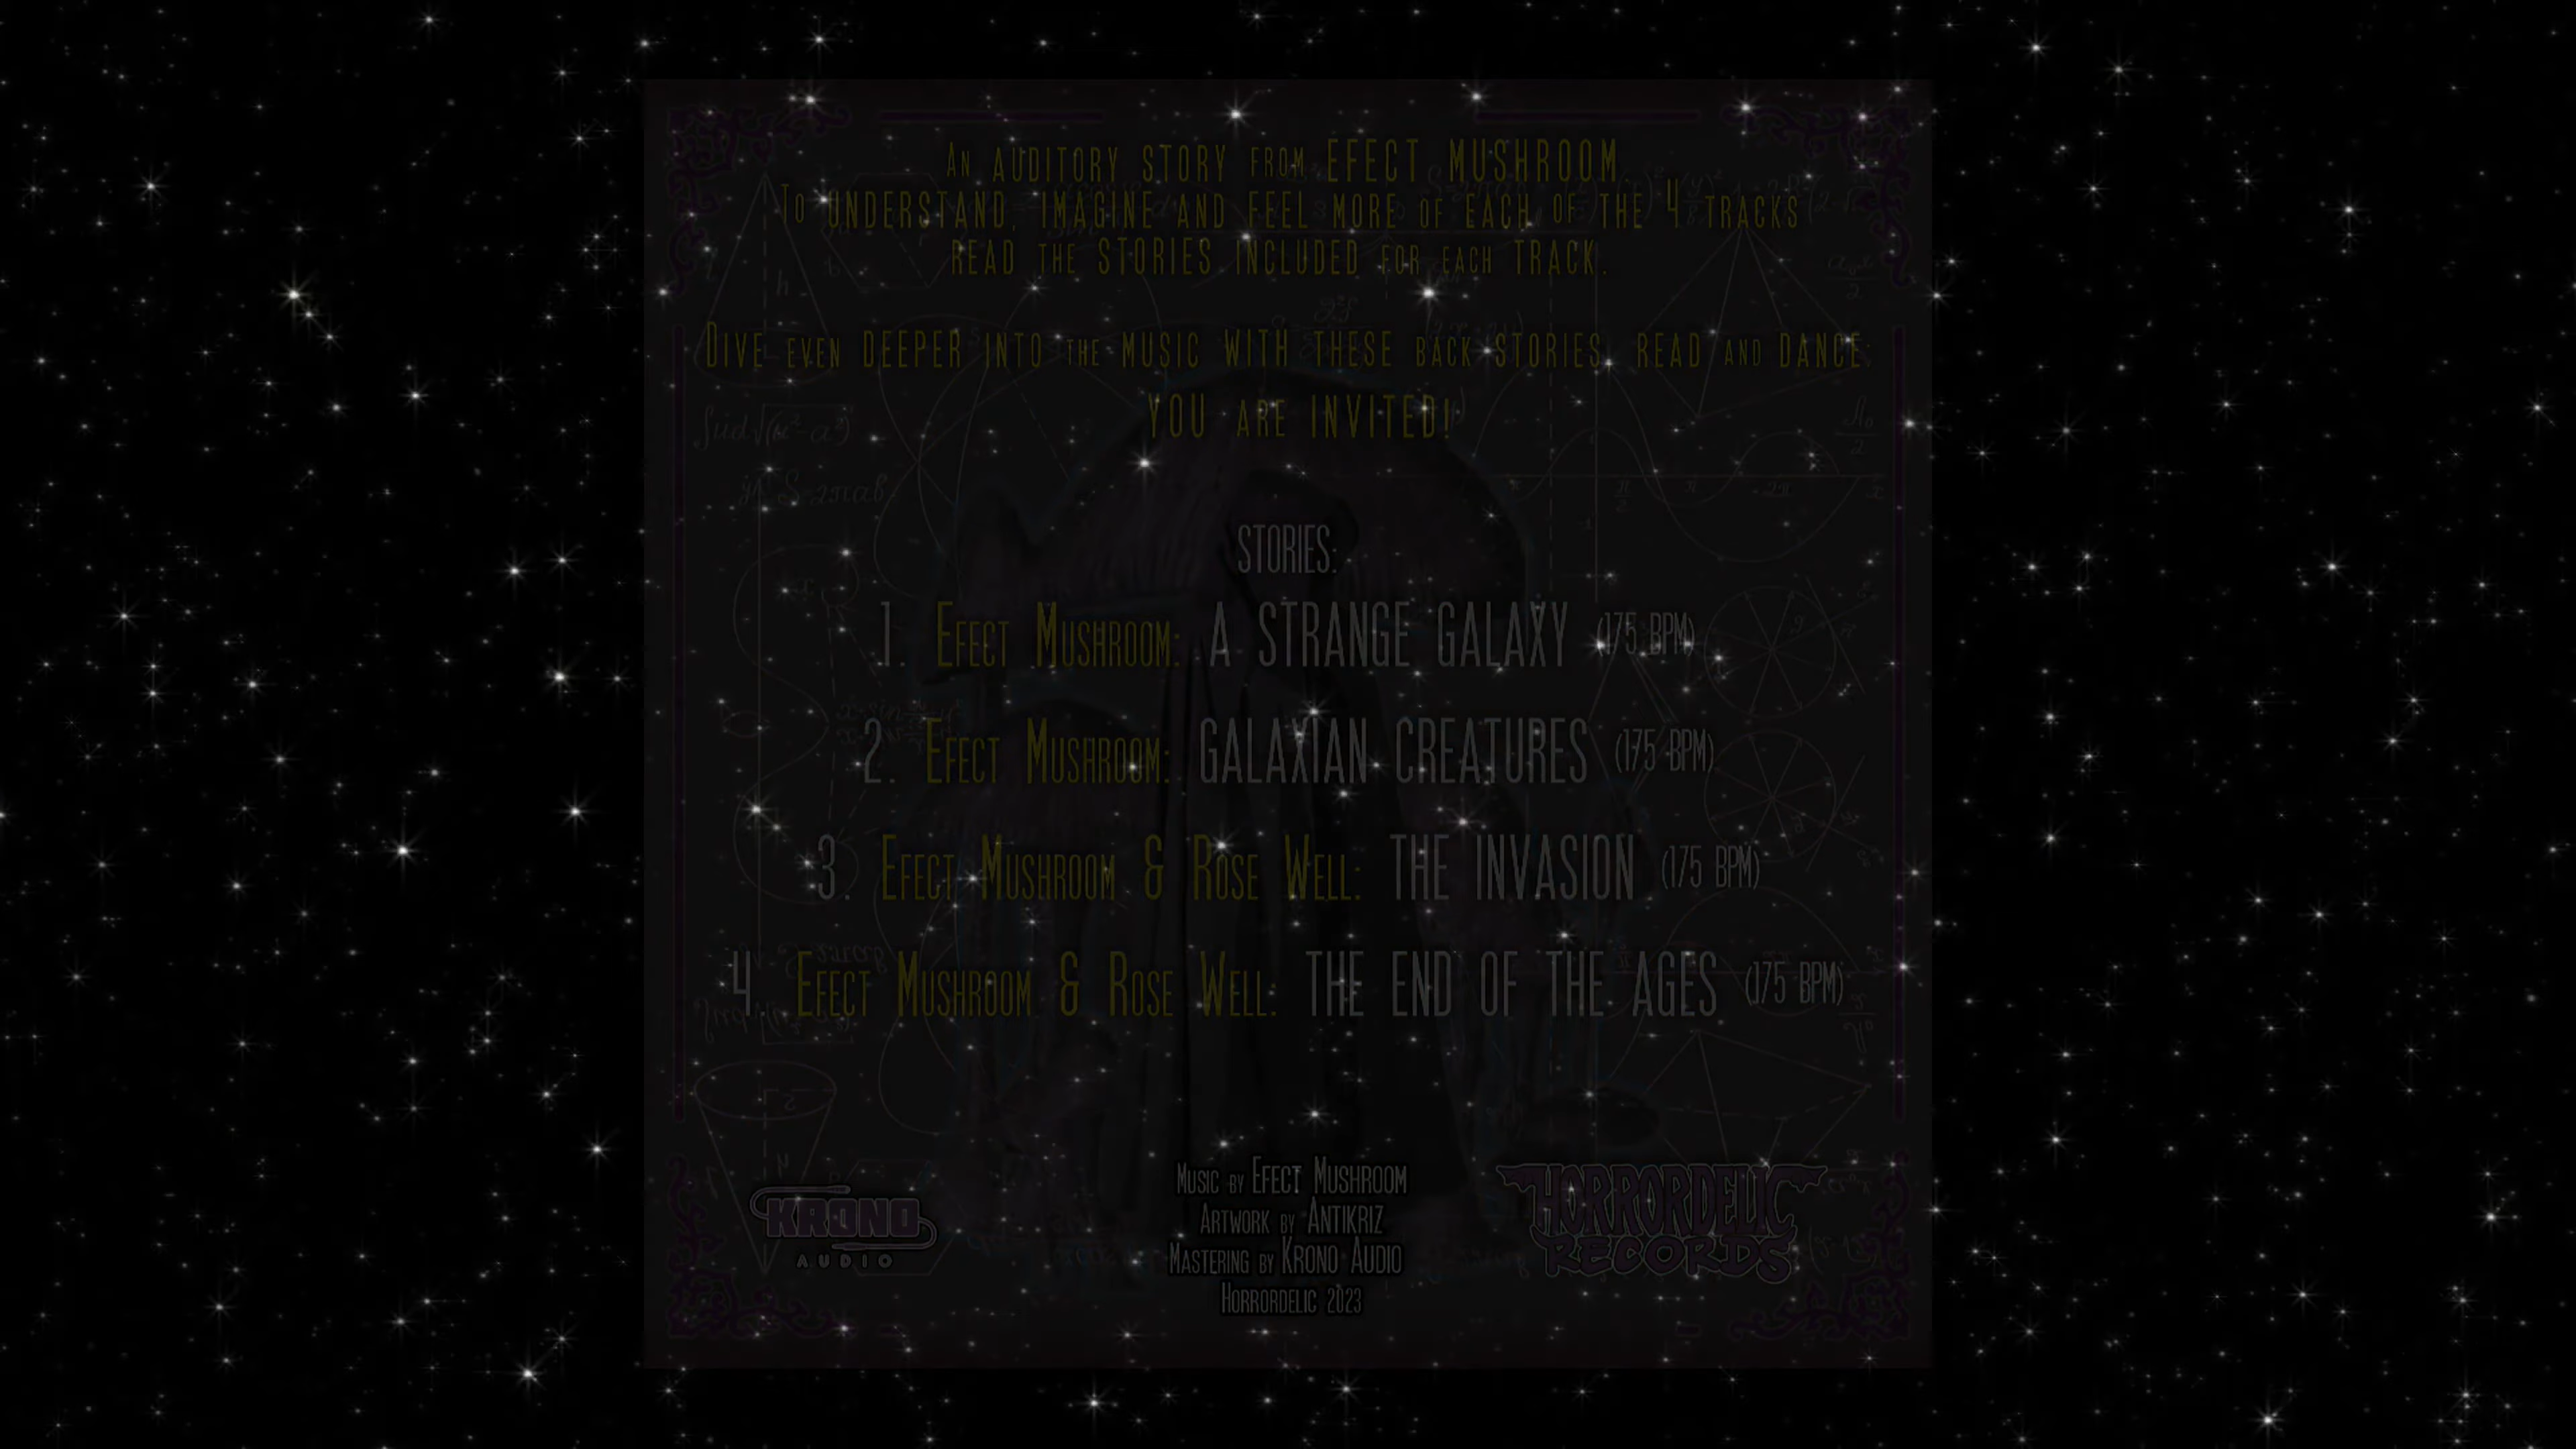 AN AUDITORY STORY FROM EFECT MUSHROOM.
TO UNDERSTAND, IMAGINE AND FEEL MORE OF EACH OF THE 4 TRACKS
READ THE STORIES INCLUDED FOR EACH TRACK.
DIVE EVEN DEEPER INTO THE MUSIC WITH THESE BACK STORIES, READ AND DANCE;
YOU ARE INVITED!
STORIES:
1. EFECT MUSHROOM: A STRANGE GALAXY (175 BPM)
2. EFECT MUSHROOM: GALAXIAN CREATURES (175 BPM)
3. EFECT MUSHROOM & ROSE WELL: THE INVASION (175 BPM)
4. EFECT MUSHROOM & ROSE WELL: THE END OF THE AGES (175 BPM)
MUSIC BY EFECT MUSHROOM
ARTWORK BY ANTIKRIZ
MASTERING BY KRONO AUDIO
HORRORDELIC 2023
KRONO
AUDIO
HORRORDELIC
RECORDS